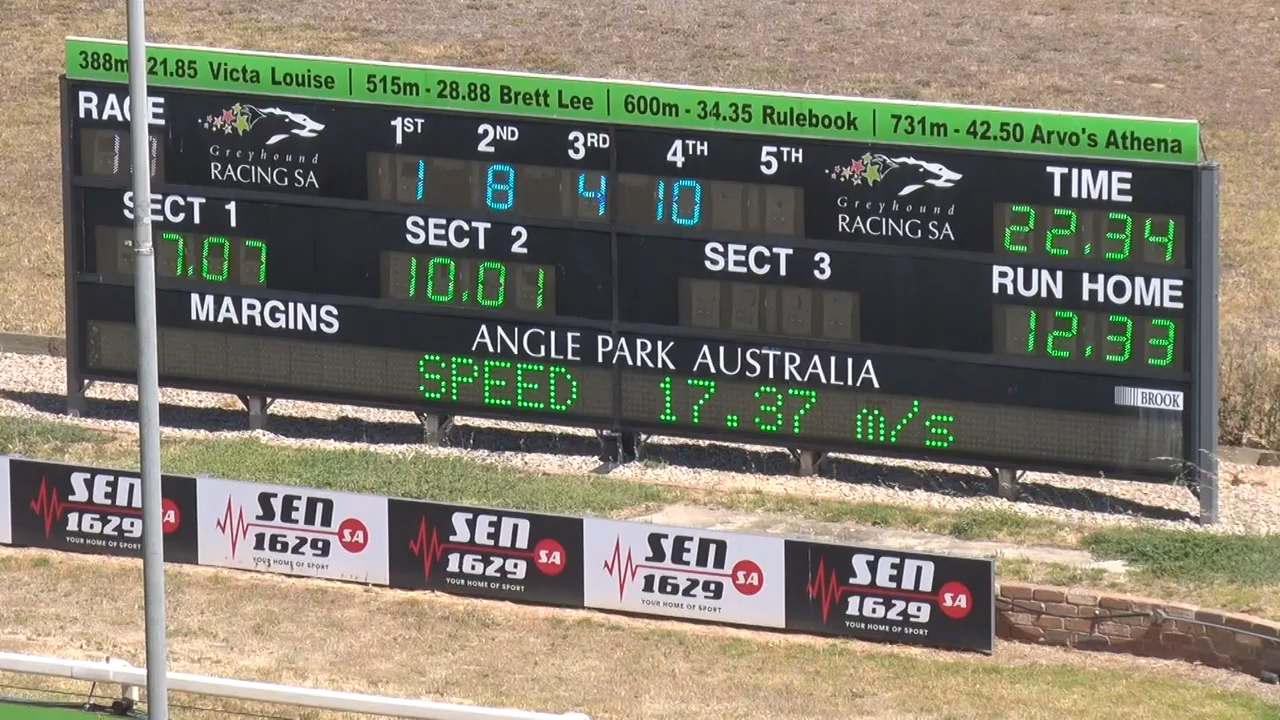 388m 21.85 Victa Louise | 515m - 28.88 Brett Lee | 600m - 34.35 Rulebook | 731m - 42.50 Arvo's Athena
RACE
11
Greyhound
RACING SA
1ST 2ND 3RD 4TH 5TH
1 8 4 10
Greyhound
RACING SA
TIME
22.34
SECT 1
7.07
SECT 2
10.01
SECT 3
RUN HOME
12.33
MARGINS
ANGLE PARK AUSTRALIA
SPEED 17.37 m/s
BROOK
SEN
1629
SA
YOUR HOME OF SPORT
SEN
1629
SA
YOUR HOME OF SPORT
SEN
1629
SA
YOUR HOME OF SPORT
SEN
1629
SA
YOUR HOME OF SPORT
SEN
1629
SA
YOUR HOME OF SPORT